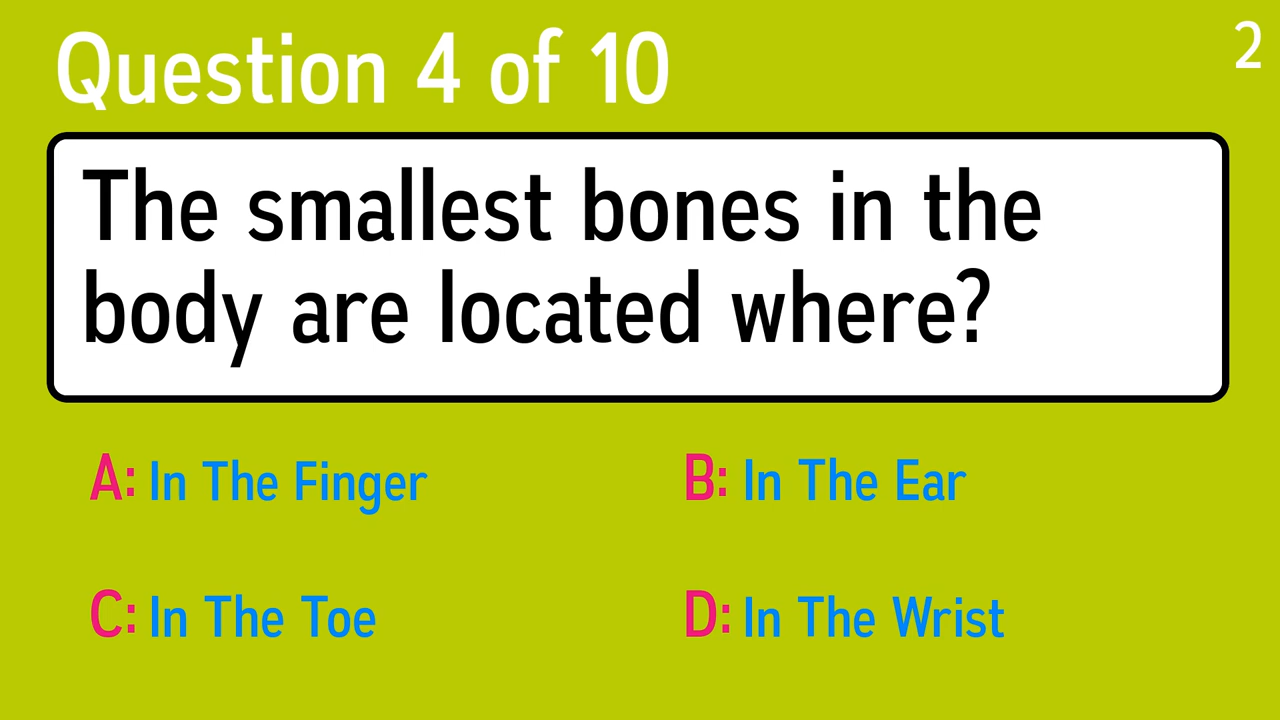 Question 4 of 10
2
The smallest bones in the
body are located where?
A: In The Finger
B: In The Ear
C: In The Toe
D: In The Wrist